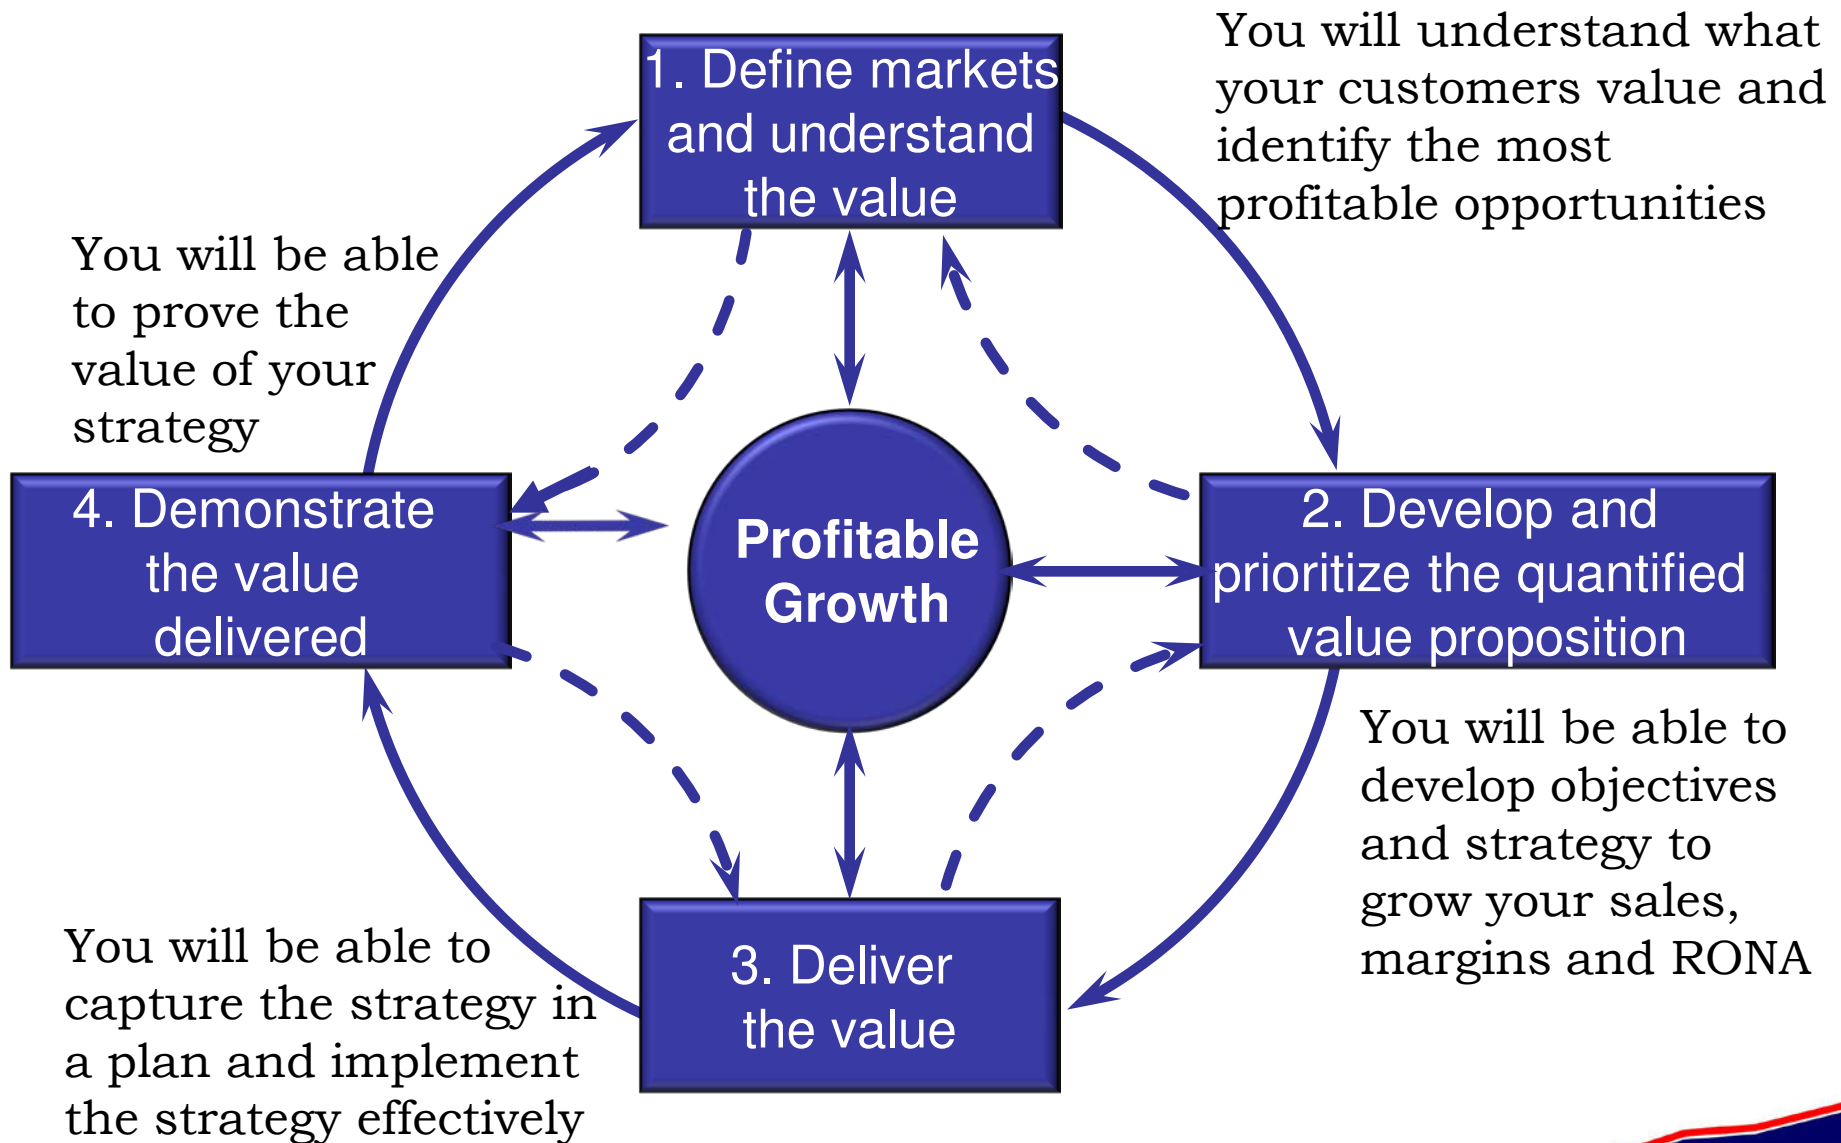 1. Define markets
and understand
the value
You will understand what
your customers value and
identify the most
profitable opportunities
You will be able
to prove the
value of your
strategy
4. Demonstrate
the value
delivered
Profitable
Growth
2. Develop and
prioritize the quantified
value proposition
You will be able to
develop objectives
and strategy to
grow your sales,
margins and RONA
3. Deliver
the value
You will be able to
capture the strategy in
a plan and implement
the strategy effectively